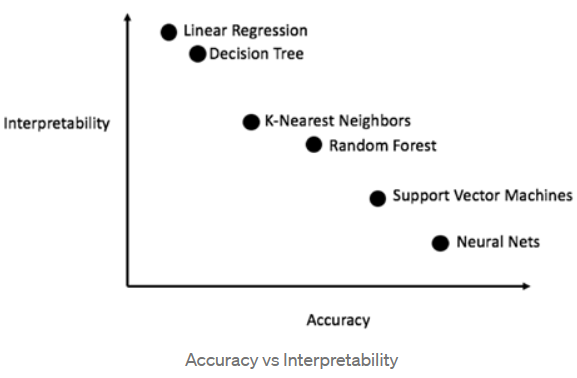 Linear Regression
Decision Tree
Interpretability
K-Nearest Neighbors
Random Forest
Support Vector Machines
Neural Nets
Accuracy
Accuracy vs Interpretability